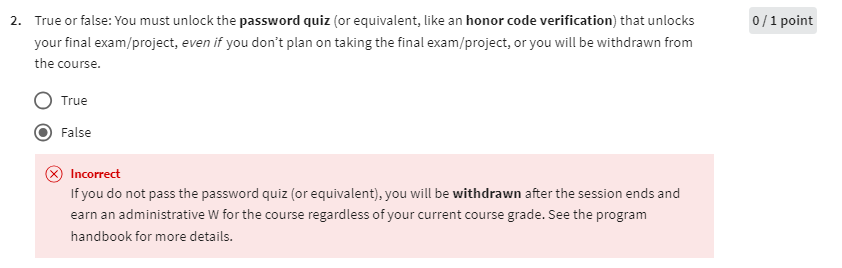 2. True or false: You must unlock the password quiz (or equivalent, like an honor code verification) that unlocks 0 / 1 point
your final exam/project, even if you don't plan on taking the final exam/project, or you will be withdrawn from
the course.
True
False
Incorrect
If you do not pass the password quiz (or equivalent), you will be withdrawn after the session ends and
earn an administrative W for the course regardless of your current course grade. See the program
handbook for more details.